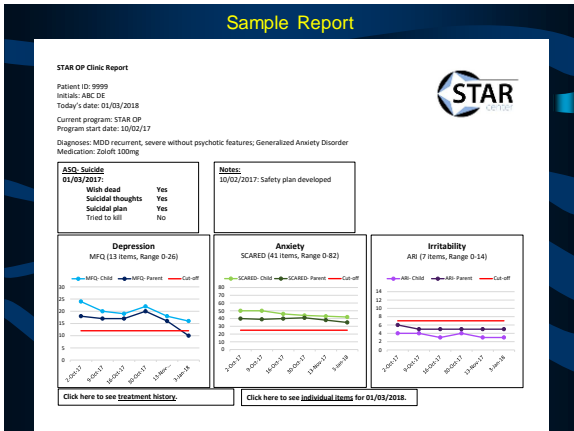 Sample Report
STAR OP Clinic Report
STAR
center
Patient ID: 9999
Initials: ABC DE
Today's date: 01/03/2018
Current program: STAR OP
Program start date: 10/02/17
Diagnoses: MDD recurrent, severe without psychotic features; Generalized Anxiety Disorder
Medication: Zoloft 100mg
ASQ- Suicide
01/03/2017:
Wish dead Yes
Suicidal thoughts Yes
Suicidal plan Yes
Tried to kill No
Notes:
10/02/2017: Safety plan developed
Depression
MFQ (13 items, Range 0-26)
MFQ- Child MFQ- Parent Cut-off
30
25
20
15
10
5
0
2-Oct-17 9-Oct-17 16-Oct-17 30-Oct-17 13-Nov-... 3-Jan-18
Anxiety
SCARED (41 items, Range 0-82)
SCARED- Child SCARED- Parent Cut-off
80
70
60
50
40
30
20
10
0
2-Oct-17 9-Oct-17 16-Oct-17 30-Oct-17 13-Nov-17 3-Jan-18
Irritability
ARI (7 items, Range 0-14)
ARI- Child ARI- Parent Cut-off
14
12
10
8
6
4
2
0
2-Oct-17 9-Oct-17 16-Oct-17 30-Oct-17 13-Nov-17 3-Jan-18
Click here to see treatment history.
Click here to see individual items for 01/03/2018.